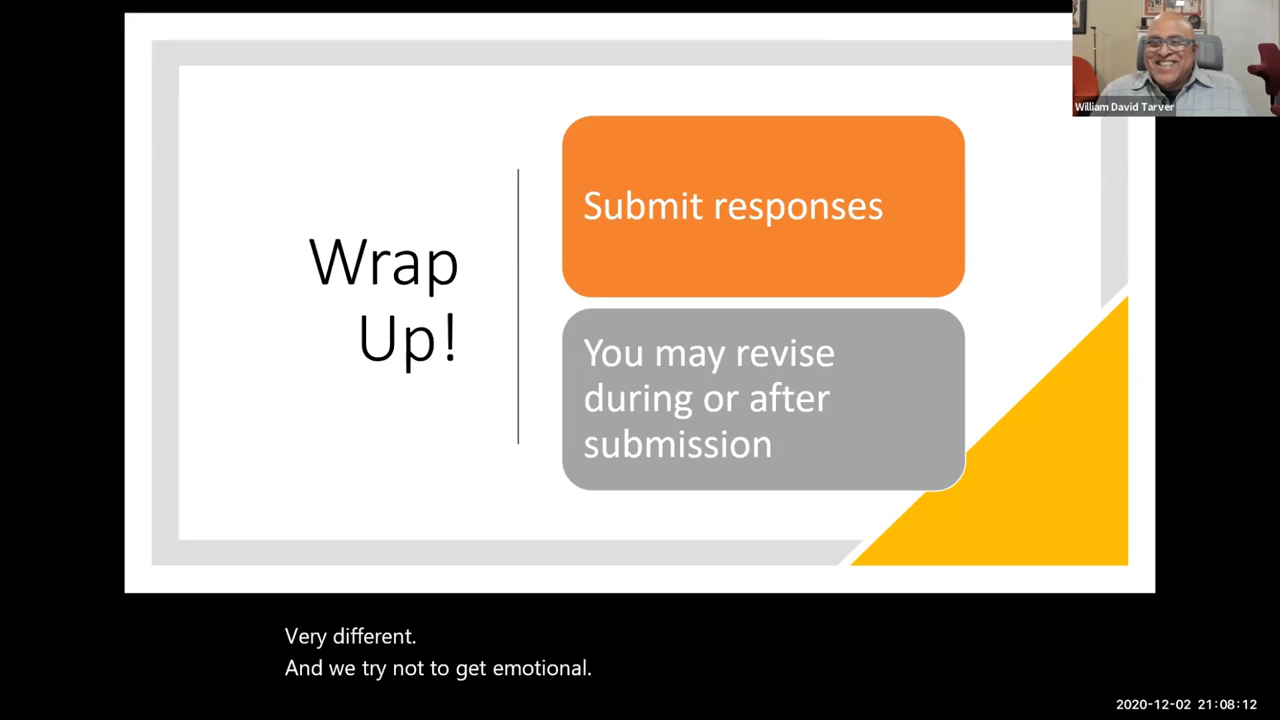 William David Tarver
Wrap
Up!
Submit responses
You may revise
during or after
submission
Very different.
And we try not to get emotional.
2020-12-02 21:08:12